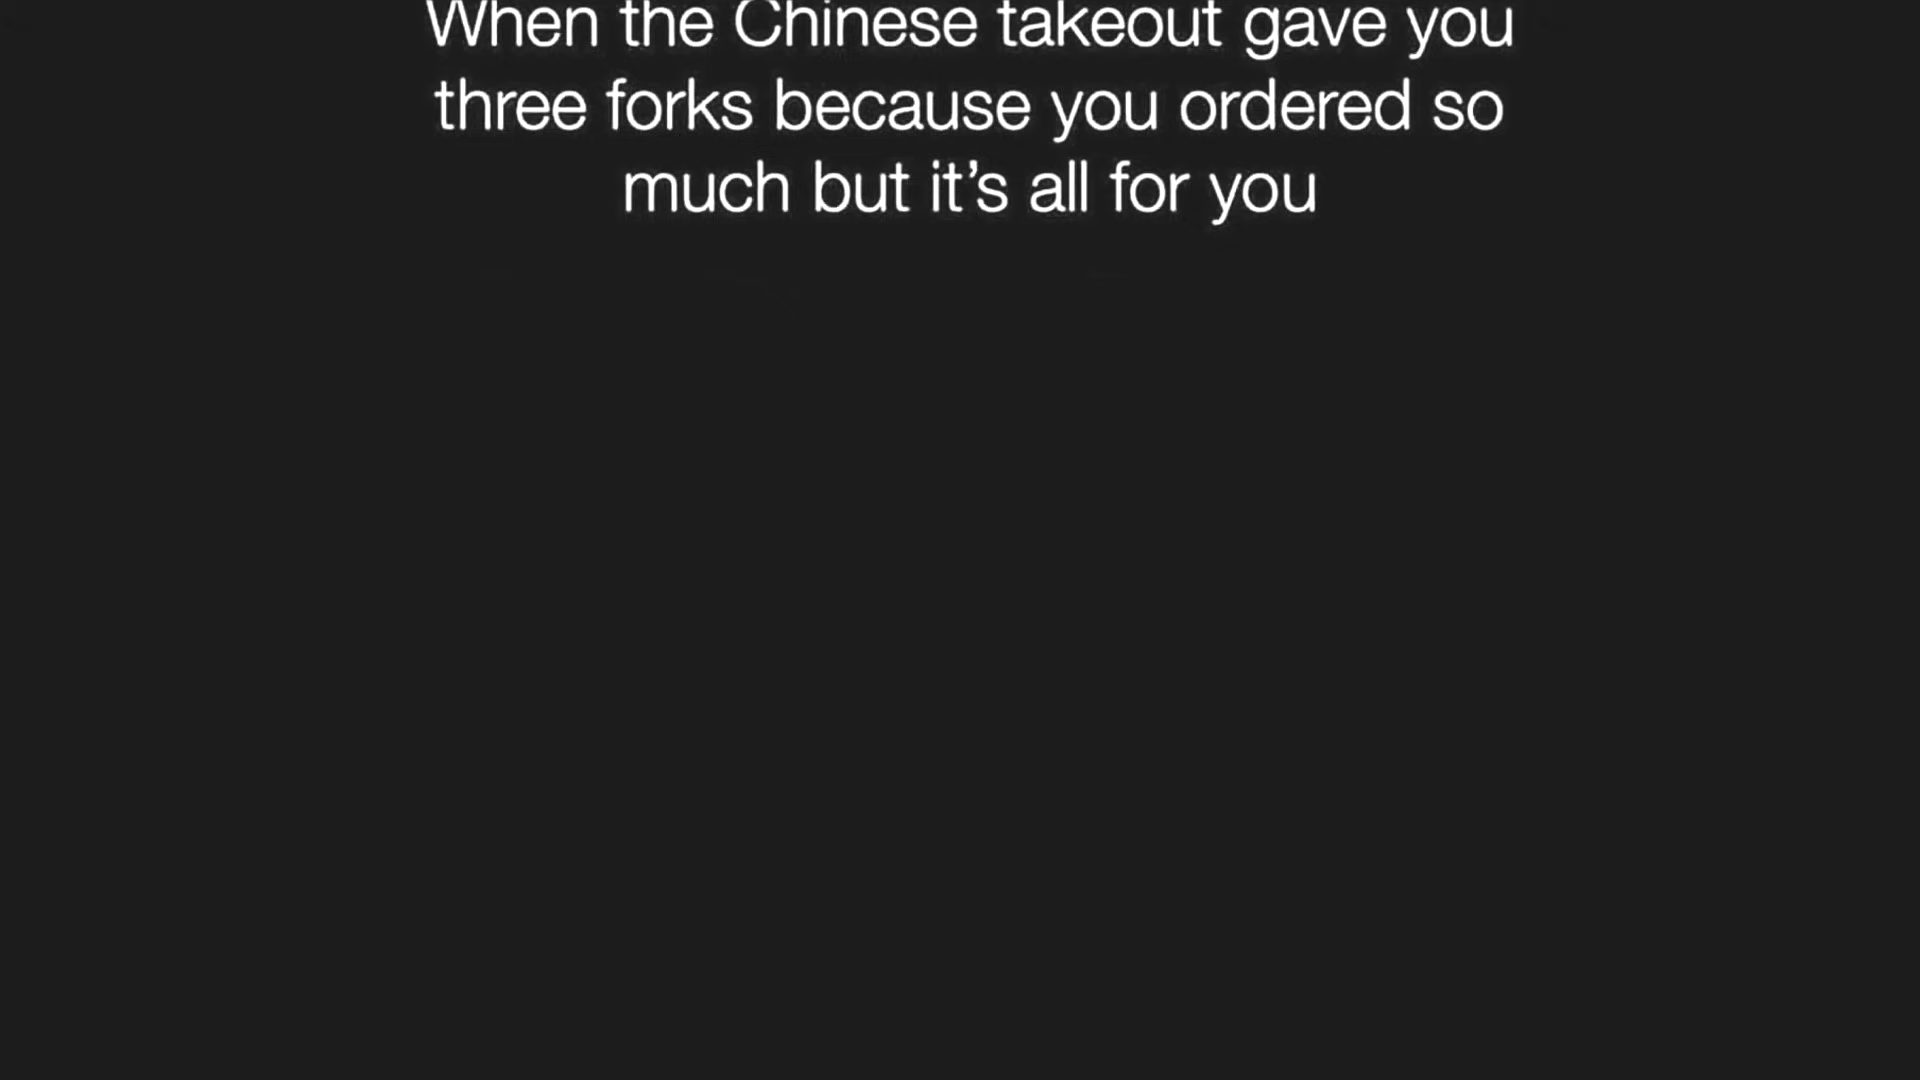 When the Chinese takeout gave you
three forks because you ordered so
much but it’s all for you